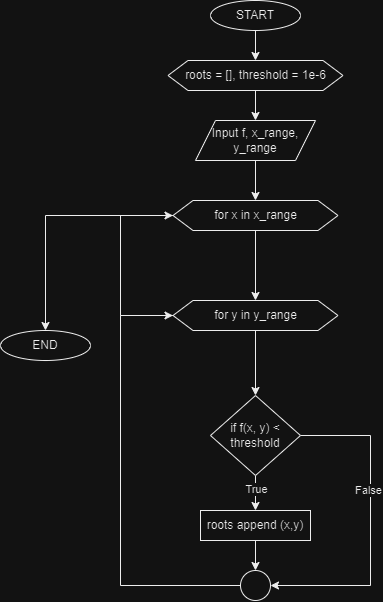 START
roots = [], threshold = 1e-6
Input f, x_range,
y_range
for x in x_range
for y in y_range
END
if f(x, y) <
threshold
True
False
roots append (x,y)